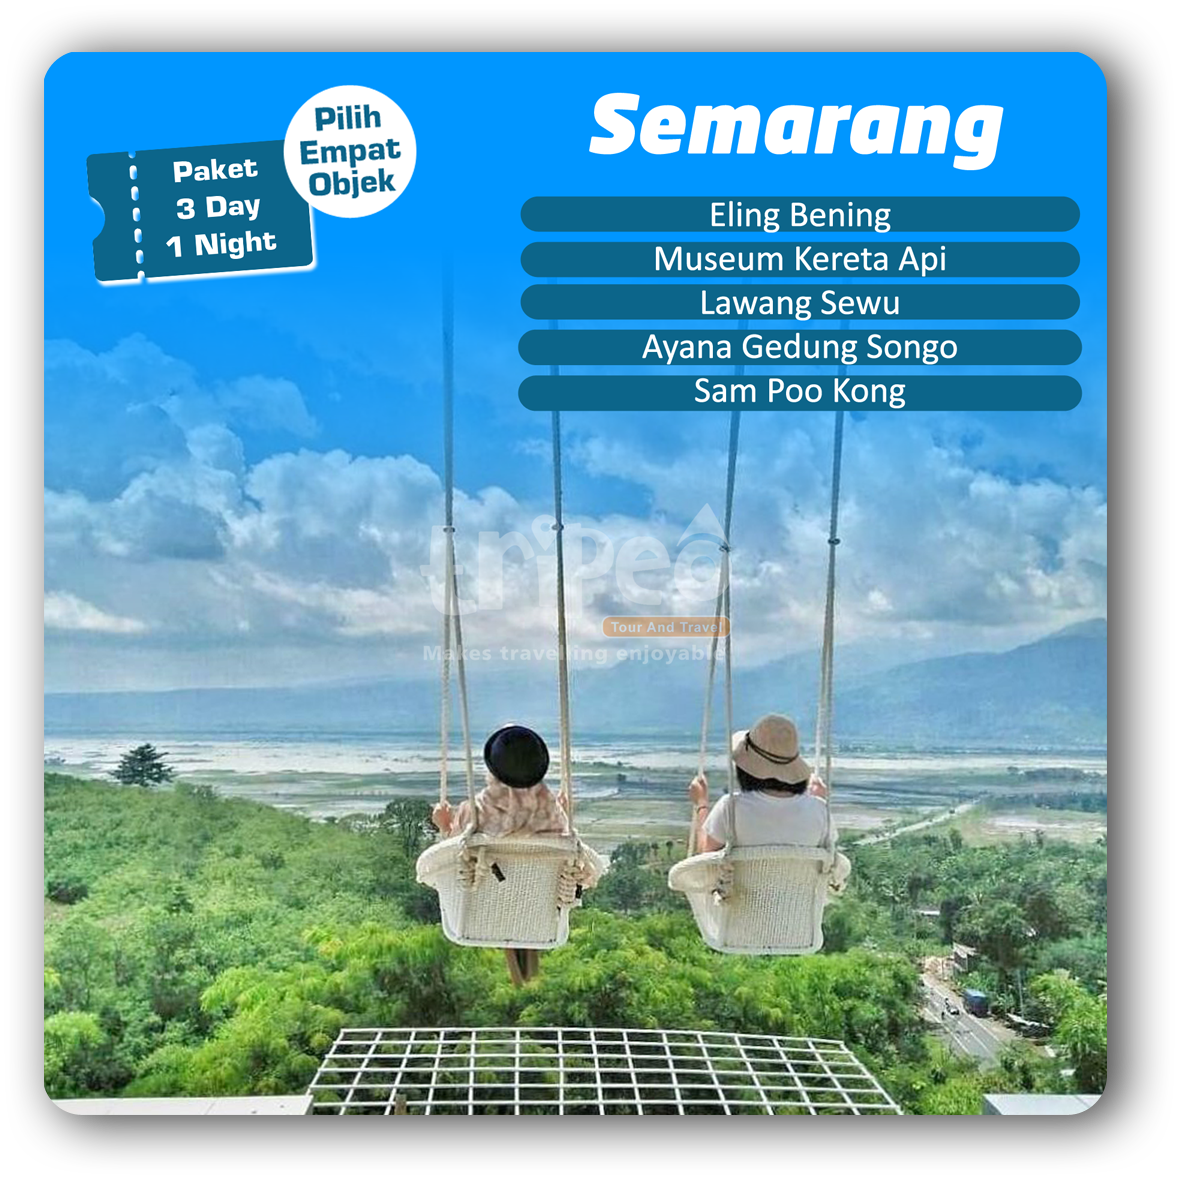 Pilih
Empat
Objek
Paket
3 Day
1 Night
Semarang
Eling Bening
Museum Kereta Api
Lawang Sewu
Ayana Gedung Songo
Sam Poo Kong
tripeo
Tour And Travel
Makes travelling enjoyable